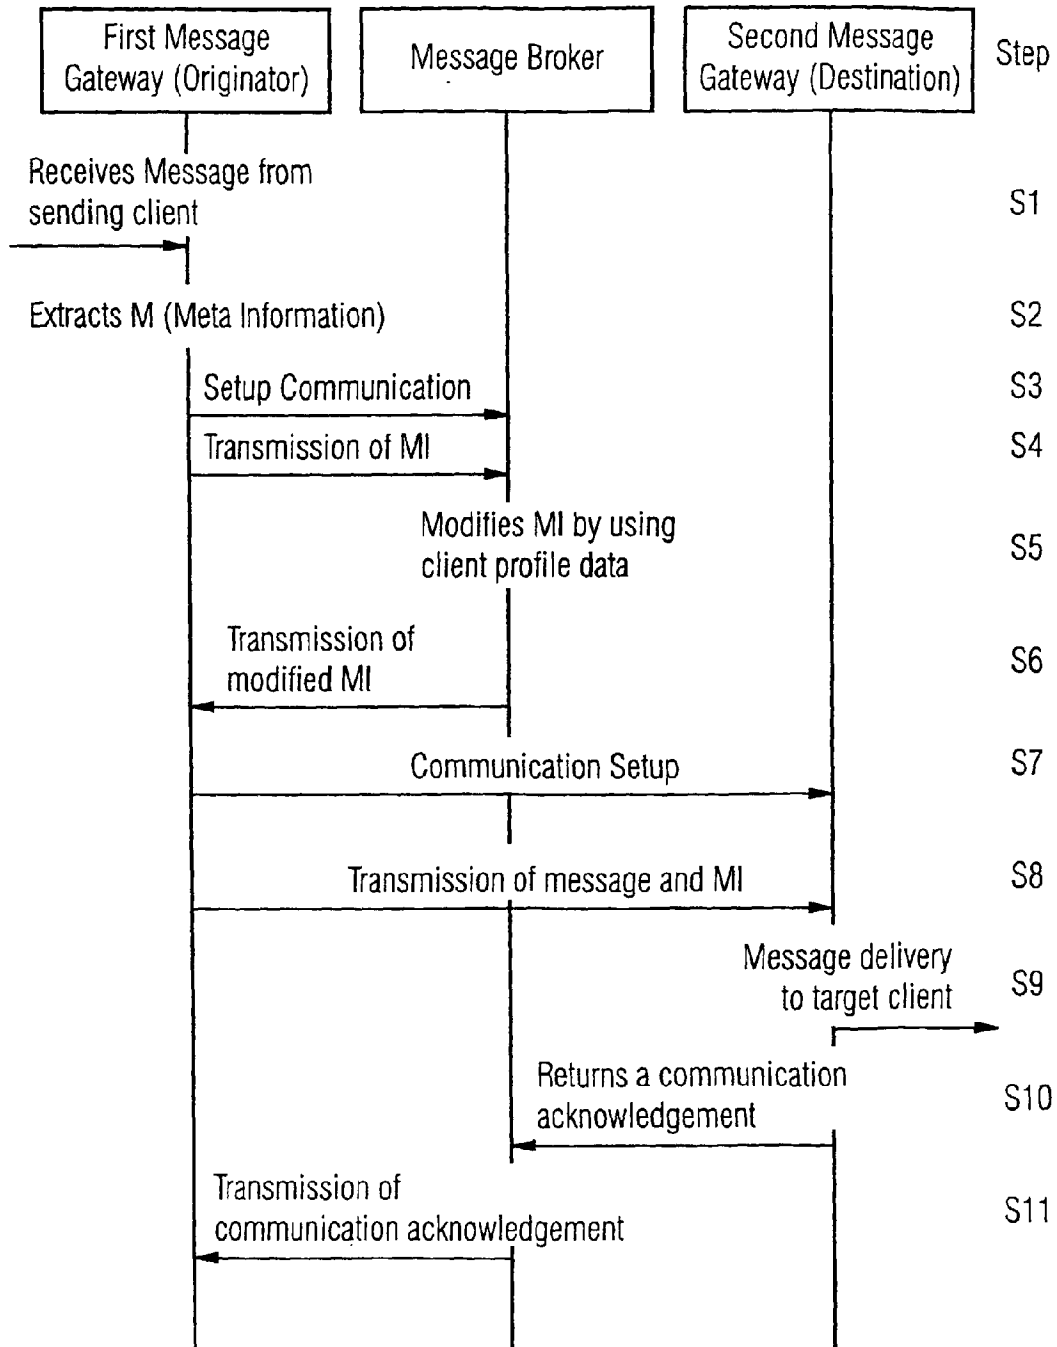 First Message
Gateway (Originator)
Message Broker
Second Message
Gateway (Destination)
Step
Receives Message from
sending client
S1
Extracts M (Meta Information)
S2
Setup Communication
S3
Transmission of MI
S4
Modifies MI by using
client profile data
S5
Transmission of
modified MI
S6
Communication Setup
S7
Transmission of message and MI
S8
Message delivery
to target client
S9
Returns a communication
acknowledgement
S10
Transmission of
communication acknowledgement
S11